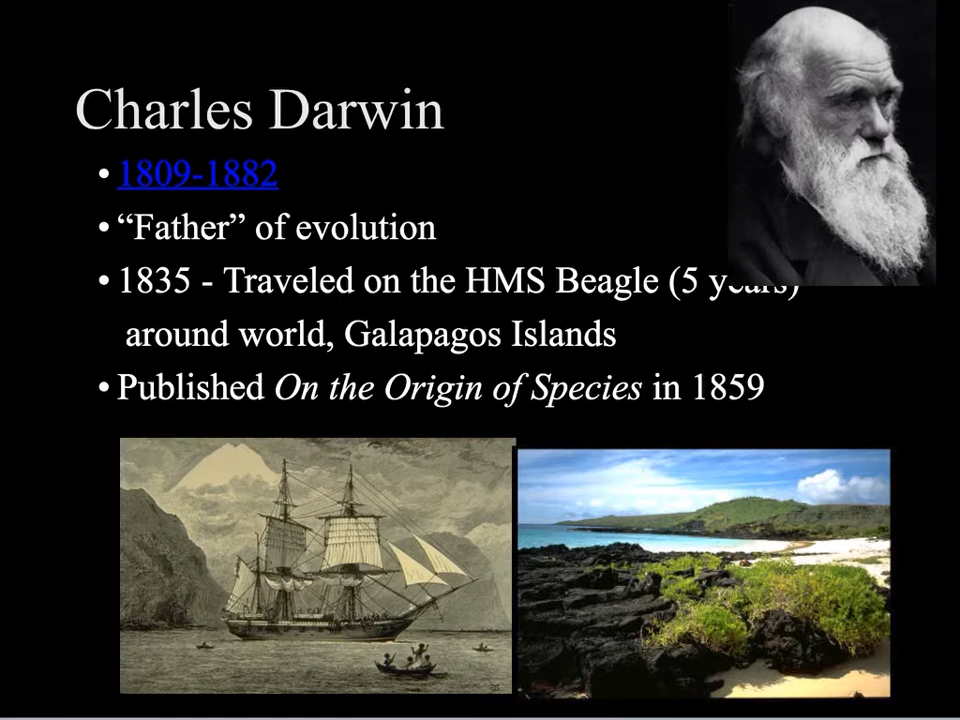 Charles Darwin
• 1809-1882
• “Father” of evolution
• 1835 - Traveled on the HMS Beagle (5 years)
around world, Galapagos Islands
• Published On the Origin of Species in 1859